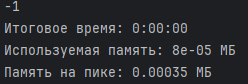 -1
Итоговое время: 0:00:00
Используемая память: 8e-05 МБ
Память на пике: 0.00035 МБ